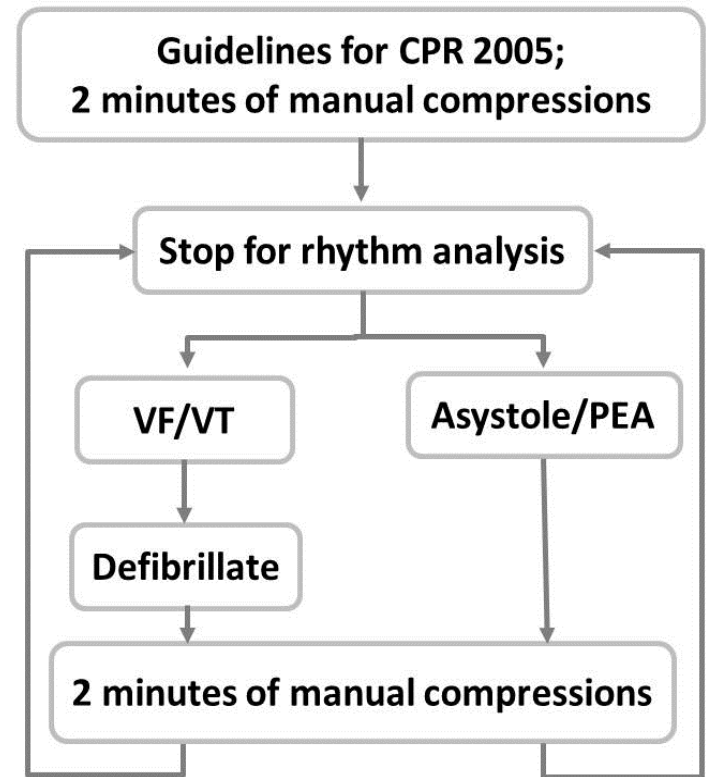 Guidelines for CPR 2005;
2 minutes of manual compressions
Stop for rhythm analysis
VF/VT
Asystole/PEA
Defibrillate
2 minutes of manual compressions